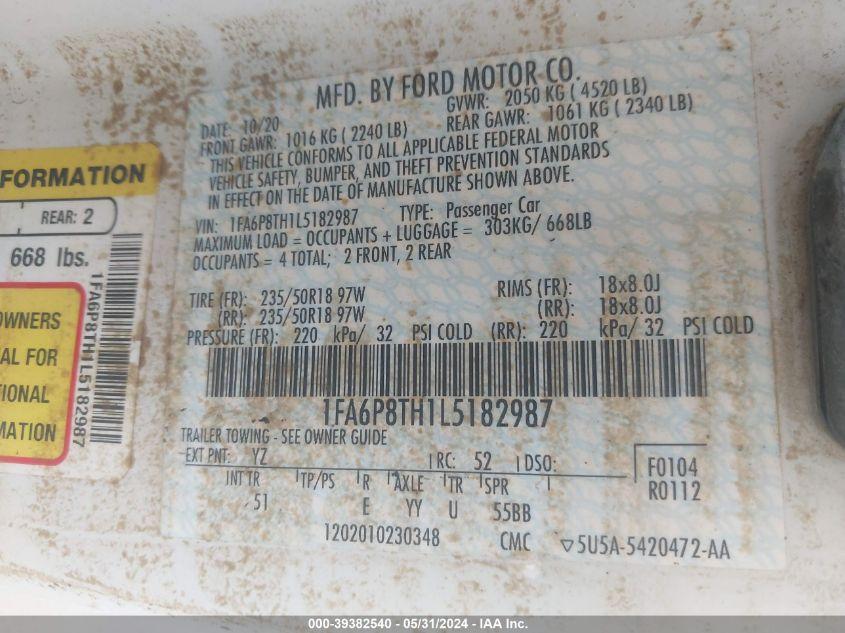 MFD. BY FORD MOTOR CO.
DATE: 10/20
GVWR: 2050 KG ( 4520 LB)
FRONT GAWR: 1016 KG ( 2240 LB)
REAR GAWR: 1061 KG ( 2340 LB)
THIS VEHICLE CONFORMS TO ALL APPLICABLE FEDERAL MOTOR
VEHICLE SAFETY, BUMPER, AND THEFT PREVENTION STANDARDS
IN EFFECT ON THE DATE OF MANUFACTURE SHOWN ABOVE.
VIN: 1FA6P8TH1L5182987 TYPE: Passenger Car
MAXIMUM LOAD = OCCUPANTS + LUGGAGE = 303KG/ 668LB
OCCUPANTS = 4 TOTAL; 2 FRONT, 2 REAR
TIRE (FR): 235/50R18 97W RIMS (FR): 18x8.0J
(RR): 235/50R18 97W (RR): 18x8.0J
PRESSURE (FR): 220 kPa/ 32 PSI COLD (RR): 220 kPa/ 32 PSI COLD
1FA6P8TH1L5182987
TRAILER TOWING - SEE OWNER GUIDE
EXT PNT: YZ RC: 52 DSO:
F0104
R0112
INT TR TP/PS R AXLE TR SPR
51 E YY U 55BB
1202010230348 CMC ▽5U5A-5420472-AA
FORMATION
REAR: 2
668 lbs.
OWNERS
AL FOR
TIONAL
MATION
1FA6P8TH1L5182987
000-39382540 - 05/31/2024 - IAA Inc.